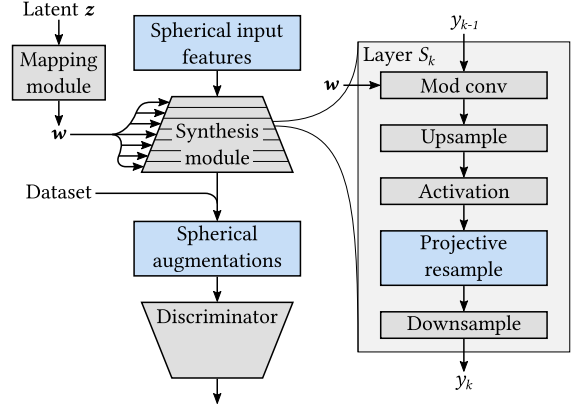 Latent z
Mapping
module
w
Spherical input
features
Synthesis
module
Dataset
Spherical
augmentations
Discriminator
y_{k-1}
Layer S_k
w
Mod conv
Upsample
Activation
Projective
resample
Downsample
y_k